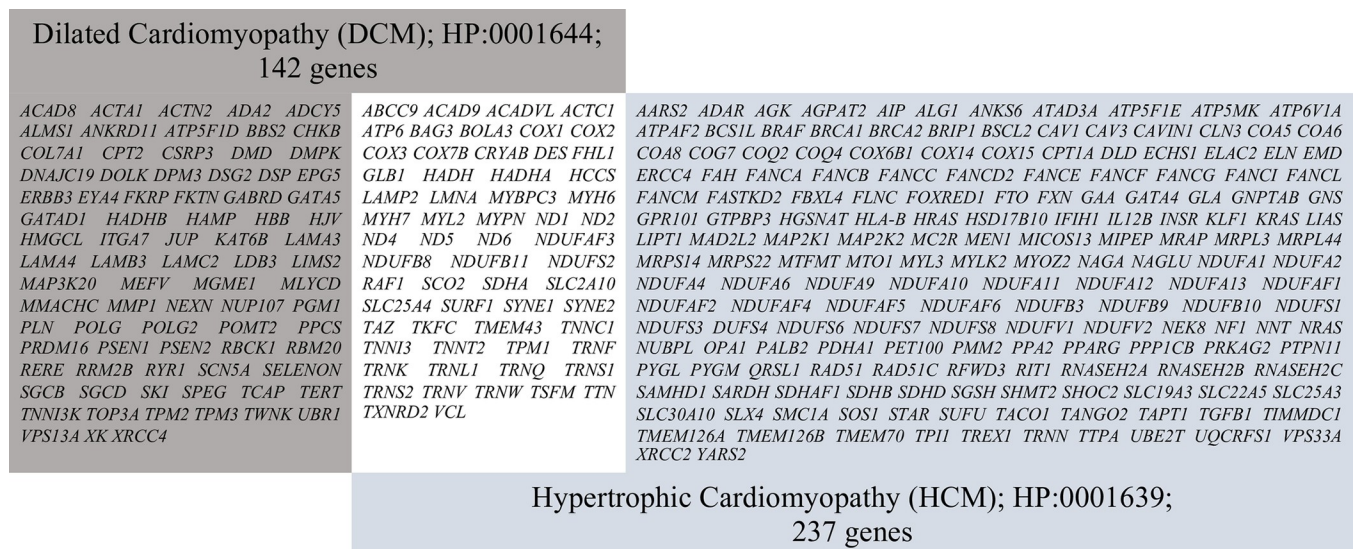 Dilated Cardiomyopathy (DCM); HP:0001644;
142 genes
ACAD8 ACTA1 ACTN2 ADA2 ADCY5
ALMS1 ANKRD11 ATP5F1D BBS2 CHKB
COL7A1 CPT2 CSRP3 DMD DMPK
DNAJC19 DOLK DPM3 DSG2 DSP EPG5
ERBB3 EYA4 FKRP FKTN GABRD GATA5
GATAD1 HADHB HAMP HBB HJV
HMGCL ITGA7 JUP KAT6B LAMA3
LAMA4 LAMB3 LAMC2 LDB3 LIMS2
MAP3K20 MEFV MGME1 MLYCD
MMACHC MMP1 NEXN NUP107 PGM1
PLN POLG POLG2 POMT2 PPCS
PRDM16 PSEN1 PSEN2 RBCK1 RBM20
RERE RRM2B RYR1 SCN5A SELENON
SGCB SGCD SKI SPEG TCAP TERT
TNNI3K TOP3A TPM2 TPM3 TWNK UBR1
VPS13A XK XRCC4
ABCC9 ACAD9 ACADVL ACTC1
ATP6 BAG3 BOLA3 COX1 COX2
COX3 COX7B CRYAB DES FHL1
GLB1 HADH HADHA HCCS
LAMP2 LMNA MYBPC3 MYH6
MYH7 MYL2 MYPN ND1 ND2
ND4 ND5 ND6 NDUFAF3
NDUFB8 NDUFB11 NDUFS2
RAF1 SCO2 SDHA SLC2A10
SLC25A4 SURF1 SYNE1 SYNE2
TAZ TKFC TMEM43 TNNC1
TNNI3 TNNT2 TPM1 TRNF
TRNK TRNL1 TRNQ TRNS1
TRNS2 TRNV TRNW TSFM TTN
TXNRD2 VCL
AARS2 ADAR AGK AGPAT2 AIP ALG1 ANKS6 ATAD3A ATP5F1E ATP5MK ATP6V1A
ATPAF2 BCS1L BRAF BRCA1 BRCA2 BRIP1 BSCL2 CAV1 CAV3 CAVIN1 CLN3 COA5 COA6
COA8 COG7 COQ2 COQ4 COX6B1 COX14 COX15 CPT1A DLD ECHS1 ELAC2 ELN EMD
ERCC4 FAH FANCA FANCB FANCC FANCD2 FANCE FANCF FANCG FANCI FANCL
FANCM FASTKD2 FBXL4 FLNC FOXRED1 FTO FXN GAA GATA4 GLA GNPTAB GNS
GPR101 GTPBP3 HGSNAT HLA-B HRAS HSD17B10 IFIH1 IL12B INSR KLF1 KRAS LIAS
LIPT1 MAD2L2 MAP2K1 MAP2K2 MC2R MEN1 MICOS13 MIPEP MRAP MRPL3 MRPL44
MRPS14 MRPS22 MTFMT MTO1 MYL3 MYLK2 MYOZ2 NAGA NAGLU NDUFA1 NDUFA2
NDUFA4 NDUFA6 NDUFA9 NDUFA10 NDUFA11 NDUFA12 NDUFA13 NDUFAF1
NDUFAF2 NDUFAF4 NDUFAF5 NDUFAF6 NDUFB3 NDUFB9 NDUFB10 NDUFS1
NDUFS3 DUFS4 NDUFS6 NDUFS7 NDUFS8 NDUFV1 NDUFV2 NEK8 NF1 NNT NRAS
NUBPL OPA1 PALB2 PDHA1 PET100 PMM2 PPA2 PPARG PPP1CB PRKAG2 PTPN11
PYGL PYGM QRSL1 RAD51 RAD51C RFWD3 RIT1 RNASEH2A RNASEH2B RNASEH2C
SAMHD1 SARDH SDHAF1 SDHB SDHD SGSH SHMT2 SHOC2 SLC19A3 SLC22A5 SLC25A3
SLC30A10 SLX4 SMC1A SOS1 STAR SUFU TACO1 TANGO2 TAPT1 TGFB1 TIMMDC1
TMEM126A TMEM126B TMEM70 TPI1 TREX1 TRNN TTPA UBE2T UQCRFS1 VPS33A
XRCC2 YARS2
Hypertrophic Cardiomyopathy (HCM); HP:0001639;
237 genes